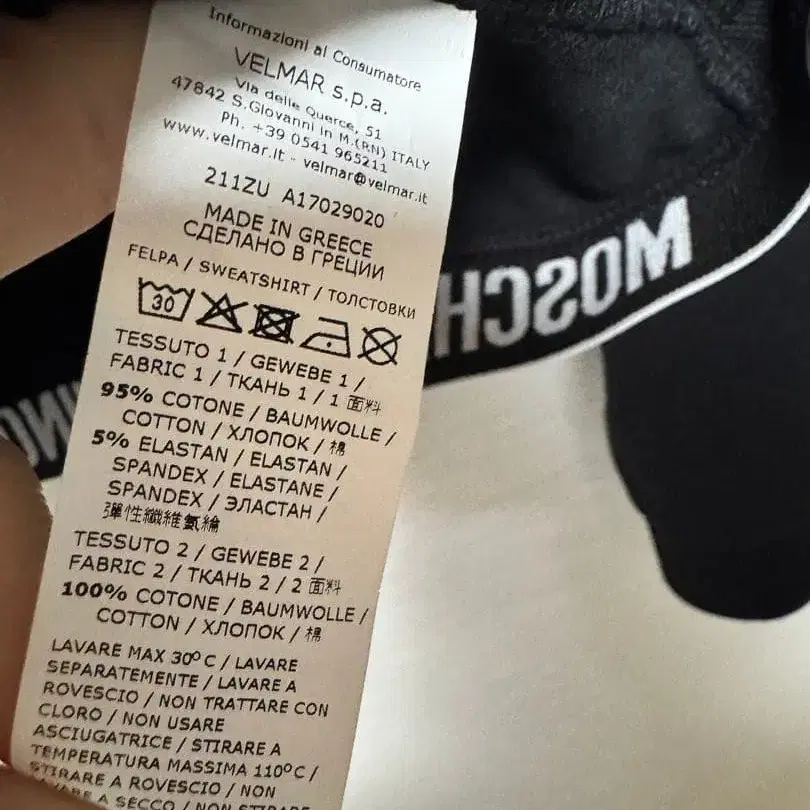 Informazioni al Consumatore
VELMAR s.p.a.
Via delle Querce, 51
47842 S.Giovanni in M.(RN) ITALY
Ph. +39 0541 965211
www.velmar.it - velmar@velmar.it
211ZU A17029020
MADE IN GREECE
СДЕЛАНО В ГРЕЦИИ
FELPA / SWEATSHIRT / ТОЛСТОВКИ
30
TESSUTO 1 / GEWEBE 1 /
FABRIC 1 / ТКАНЬ 1 / 1 面料
95% COTONE / BAUMWOLLE /
COTTON / ХЛОПОК / 棉
5% ELASTAN / ELASTAN /
SPANDEX / ELASTANE /
SPANDEX / ЭЛАСТАН /
彈性纖維氨綸
TESSUTO 2 / GEWEBE 2 /
FABRIC 2 / ТКАНЬ 2 / 2 面料
100% COTONE / BAUMWOLLE /
COTTON / ХЛОПОК / 棉
LAVARE MAX 30°C / LAVARE
SEPARATEMENTE / LAVARE A
ROVESCIO / NON TRATTARE CON
CLORO / NON USARE
ASCIUGATRICE / STIRARE A
TEMPERATURA MASSIMA 110°C /
STIRARE A ROVESCIO / NON
LAVARE A SECCO / NON STIRARE
MOSCH